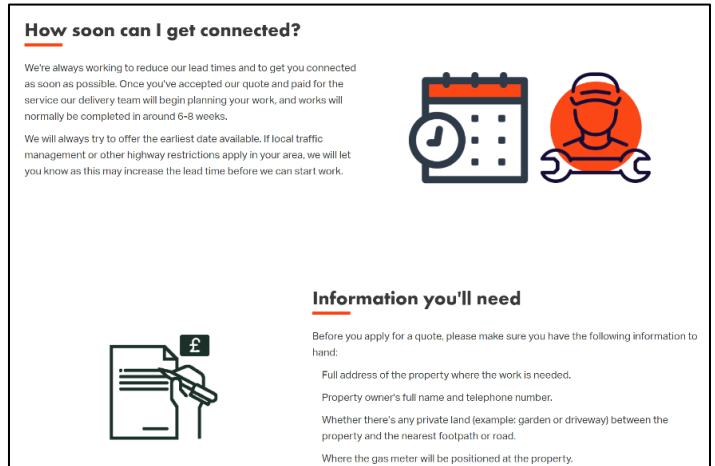 How soon can I get connected?
We're always working to reduce our lead times and to get you connected
as soon as possible. Once you've accepted our quote and paid for the
service our delivery team will begin planning your work, and works will
normally be completed in around 6-8 weeks.
We will always try to offer the earliest date available. If local traffic
management or other highway restrictions apply in your area, we will let
you know as this may increase the lead time before we can start work.
£
Information you'll need
Before you apply for a quote, please make sure you have the following information to
hand:
Full address of the property where the work is needed.
Property owner's full name and telephone number.
Whether there's any private land (example: garden or driveway) between the
property and the nearest footpath or road.
Where the gas meter will be positioned at the property.